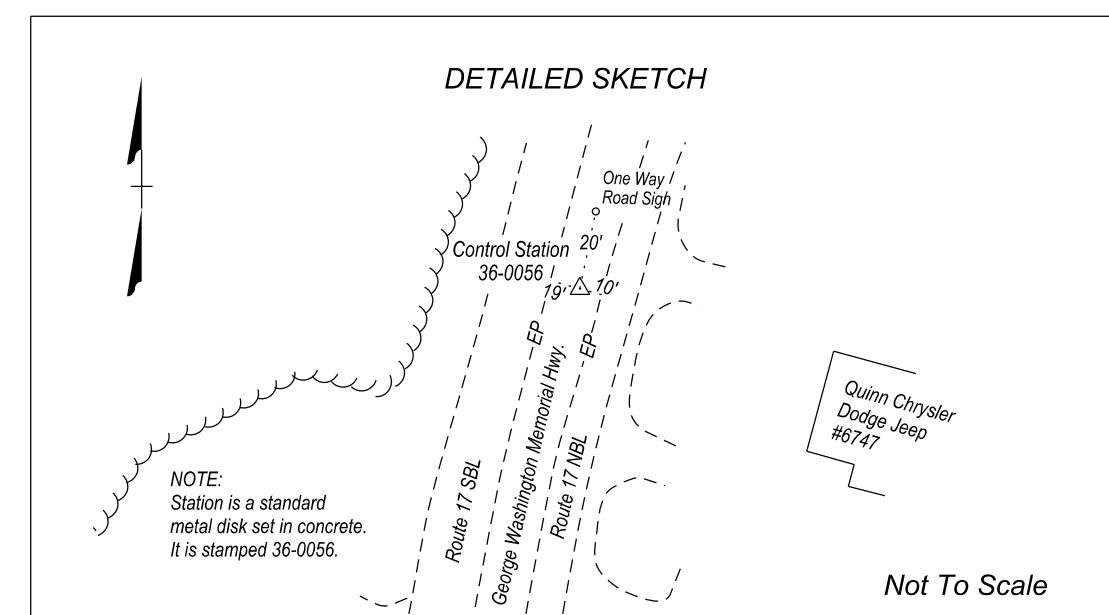 DETAILED SKETCH
One Way
Road Sigh
Control Station
36-0056
20'
19'
10'
EP
EP
George Washington Memorial Hwy.
Route 17 SBL
Route 17 NBL
Quinn Chrysler
Dodge Jeep
#6747
NOTE:
Station is a standard
metal disk set in concrete.
It is stamped 36-0056.
Not To Scale